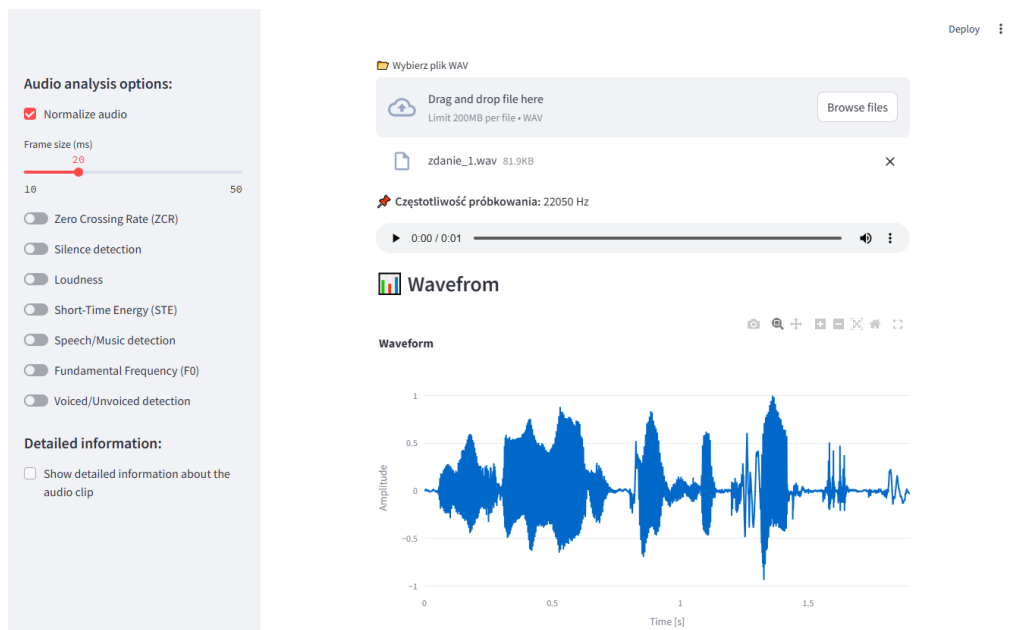 Deploy
Audio analysis options:
Normalize audio
Frame size (ms)
20
10 50
Zero Crossing Rate (ZCR)
Silence detection
Loudness
Short-Time Energy (STE)
Speech/Music detection
Fundamental Frequency (F0)
Voiced/Unvoiced detection
Detailed information:
Show detailed information about the
audio clip
Wybierz plik WAV
Drag and drop file here
Limit 200MB per file • WAV
Browse files
zdanie_1.wav 81.9KB
Częstotliwość próbkowania: 22050 Hz
0:00 / 0:01
Wavefrom
Waveform
1
0.5
0
−0.5
−1
Amplitude
0 0.5 1 1.5
Time [s]